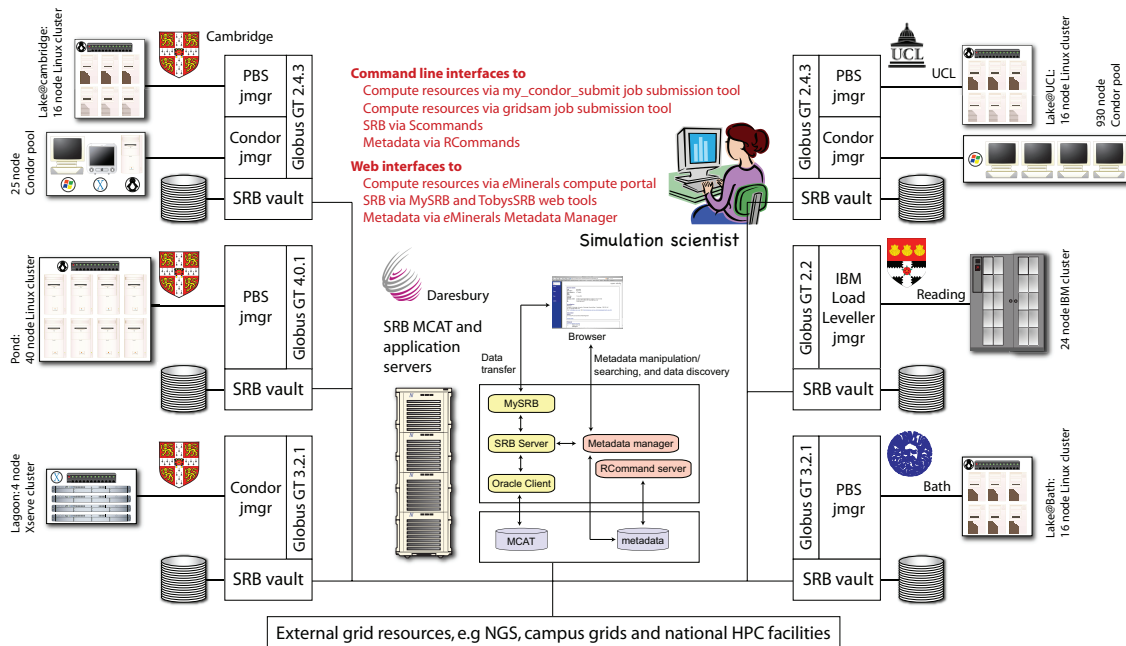 Lake@cambridge:
16 node Linux cluster
Cambridge
PBS
jmgr
Globus GT 2.4.3
25 node
Condor pool
Condor
jmgr
SRB vault
Command line interfaces to
Compute resources via my_condor_submit job submission tool
Compute resources via gridsam job submission tool
SRB via Scommands
Metadata via RCommands
Web interfaces to
Compute resources via eMinerals compute portal
SRB via MySRB and TobysSRB web tools
Metadata via eMinerals Metadata Manager
Simulation scientist
UCL
PBS
jmgr
Globus GT 2.4.3
Lake@UCL:
16 node Linux cluster
Condor
jmgr
930 node
Condor pool
SRB vault
Pond:
40 node Linux cluster
PBS
jmgr
Globus GT 4.0.1
SRB vault
Daresbury
SRB MCAT and
application
servers
Browser
Data
transfer
Metadata manipulation/
searching, and data discovery
MySRB
SRB Server
Metadata manager
RCommand server
Oracle Client
MCAT
metadata
Globus GT 2.2
IBM
Load
Leveller
jmgr
Reading
24 node IBM cluster
SRB vault
Lagoon: 4 node
Xserve cluster
Condor
jmgr
Globus GT 3.2.1
SRB vault
Globus GT 3.2.1
PBS
jmgr
Bath
Lake@Bath:
16 node Linux cluster
SRB vault
External grid resources, e.g NGS, campus grids and national HPC facilities